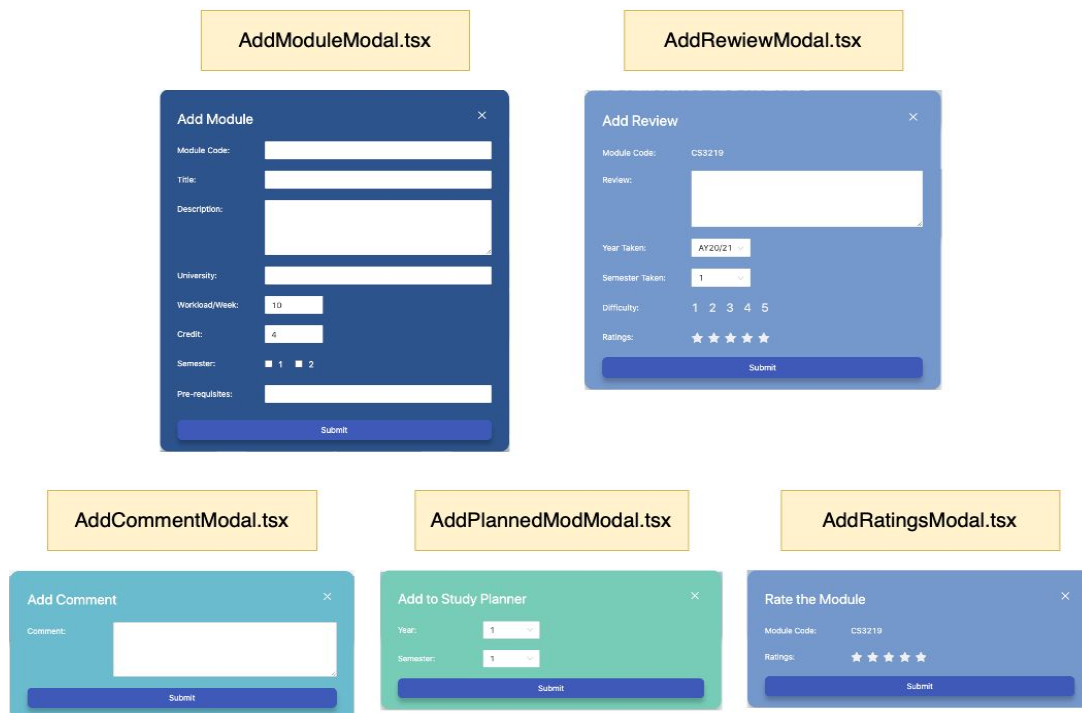 AddModuleModal.tsx
Add Module
Module Code:
Title:
Description:
University:
Workload/Week: 10
Credit: 4
Semester: 1 2
Pre-requisites:
Submit
AddRewiewModal.tsx
Add Review
Module Code: CS3219
Review:
Year Taken: AY20/21
Semester Taken: 1
Difficulty: 1 2 3 4 5
Ratings:
Submit
AddCommentModal.tsx
Add Comment
Comment:
Submit
AddPlannedModModal.tsx
Add to Study Planner
Year: 1
Semester: 1
Submit
AddRatingsModal.tsx
Rate the Module
Module Code: CS3219
Ratings:
Submit